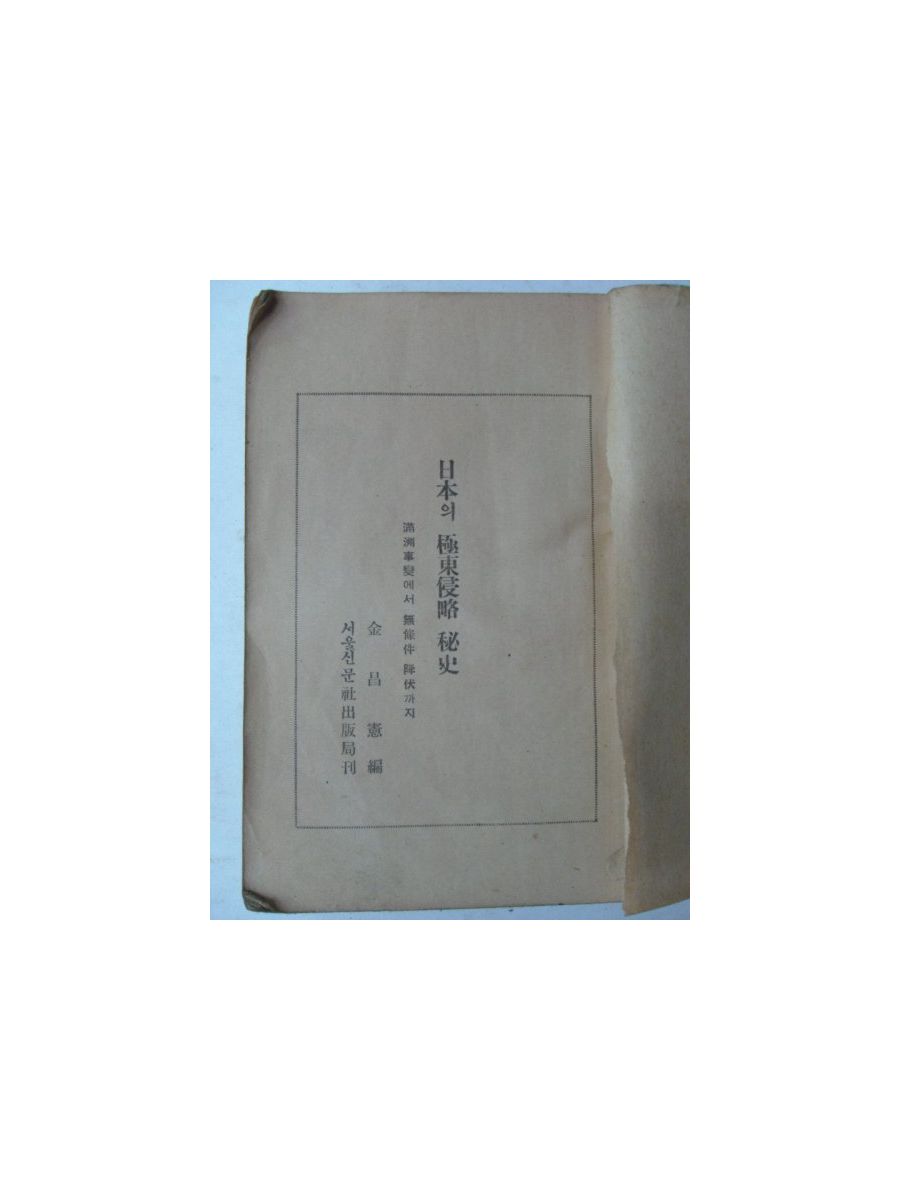 日本의 極東侵略 秘史
滿洲事變에서 無條件 降伏까지
金昌憲 編
서울신문社出版局刊